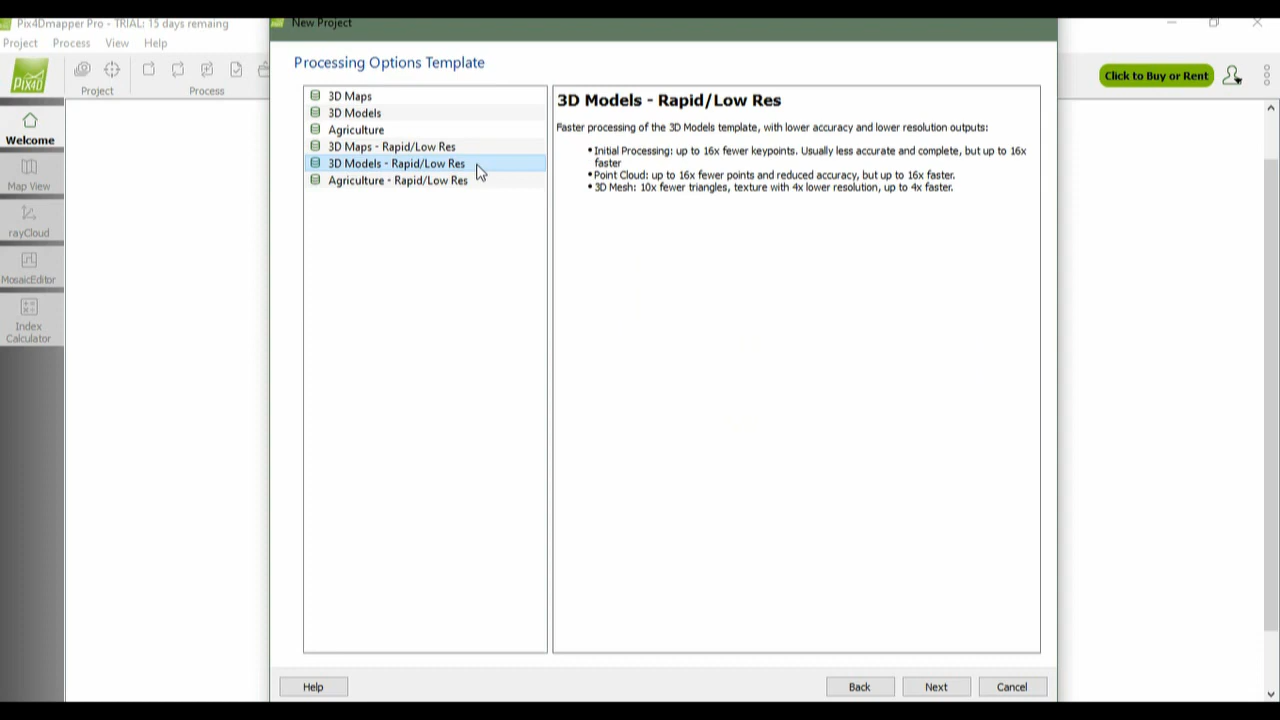 Pix4Dmapper Pro - TRIAL: 15 days remaing
New Project
Project Process View Help
Processing Options Template
PIX4D
Project
Process
Click to Buy or Rent
Welcome
Map View
rayCloud
MosaicEditor
Index
Calculator
3D Maps
3D Models
Agriculture
3D Maps - Rapid/Low Res
3D Models - Rapid/Low Res
Agriculture - Rapid/Low Res
3D Models - Rapid/Low Res
Faster processing of the 3D Models template, with lower accuracy and lower resolution outputs:
•Initial Processing: up to 16x fewer keypoints. Usually less accurate and complete, but up to 16x
faster
•Point Cloud: up to 16x fewer points and reduced accuracy, but up to 16x faster.
•3D Mesh: 10x fewer triangles, texture with 4x lower resolution, up to 4x faster.
Help
Back
Next
Cancel